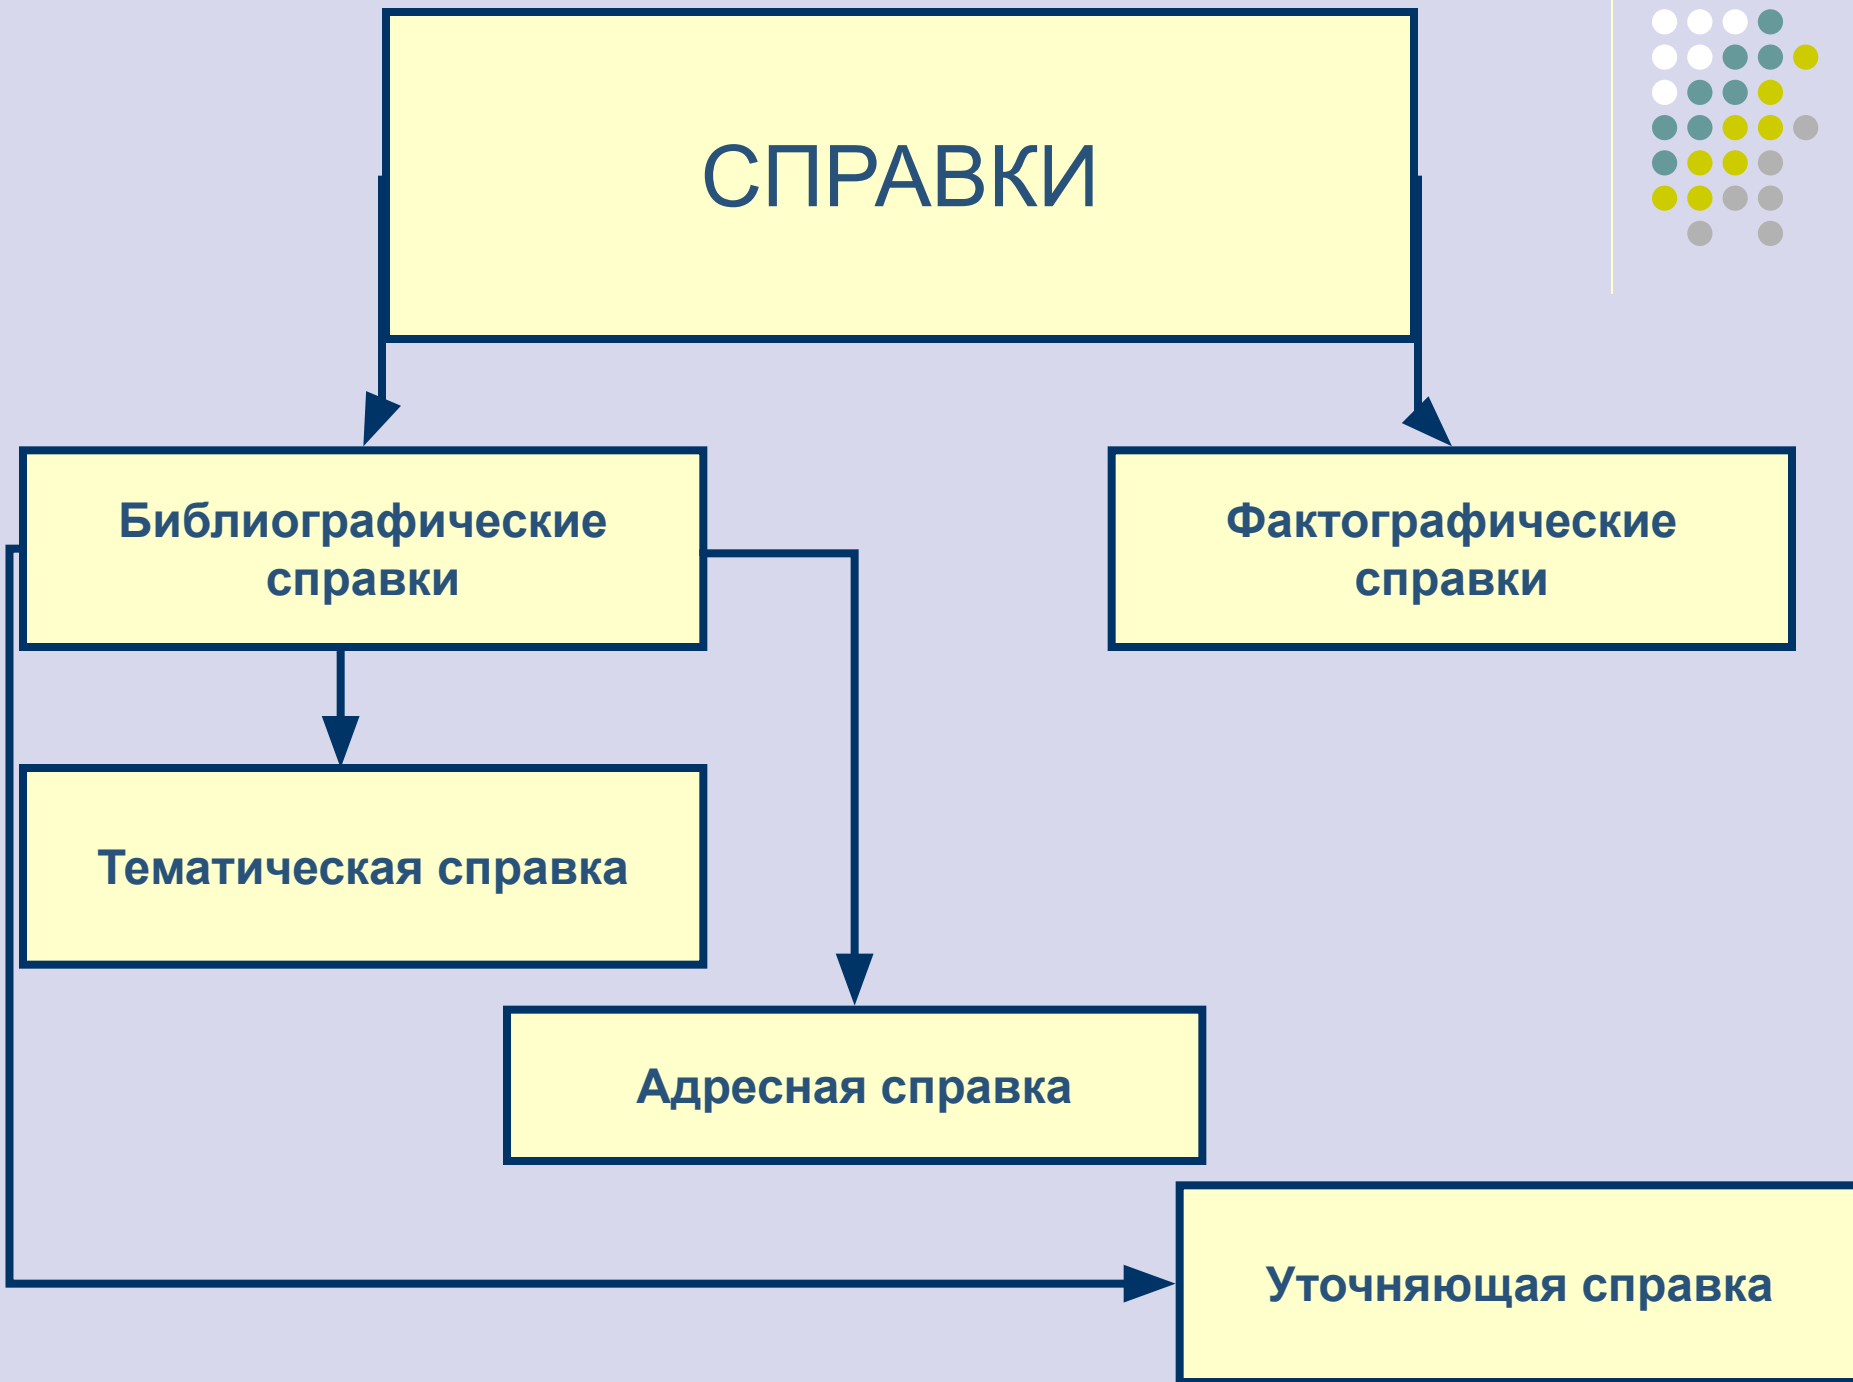 СПРАВКИ
Библиографические
справки
Фактографические
справки
Тематическая справка
Адресная справка
Уточняющая справка